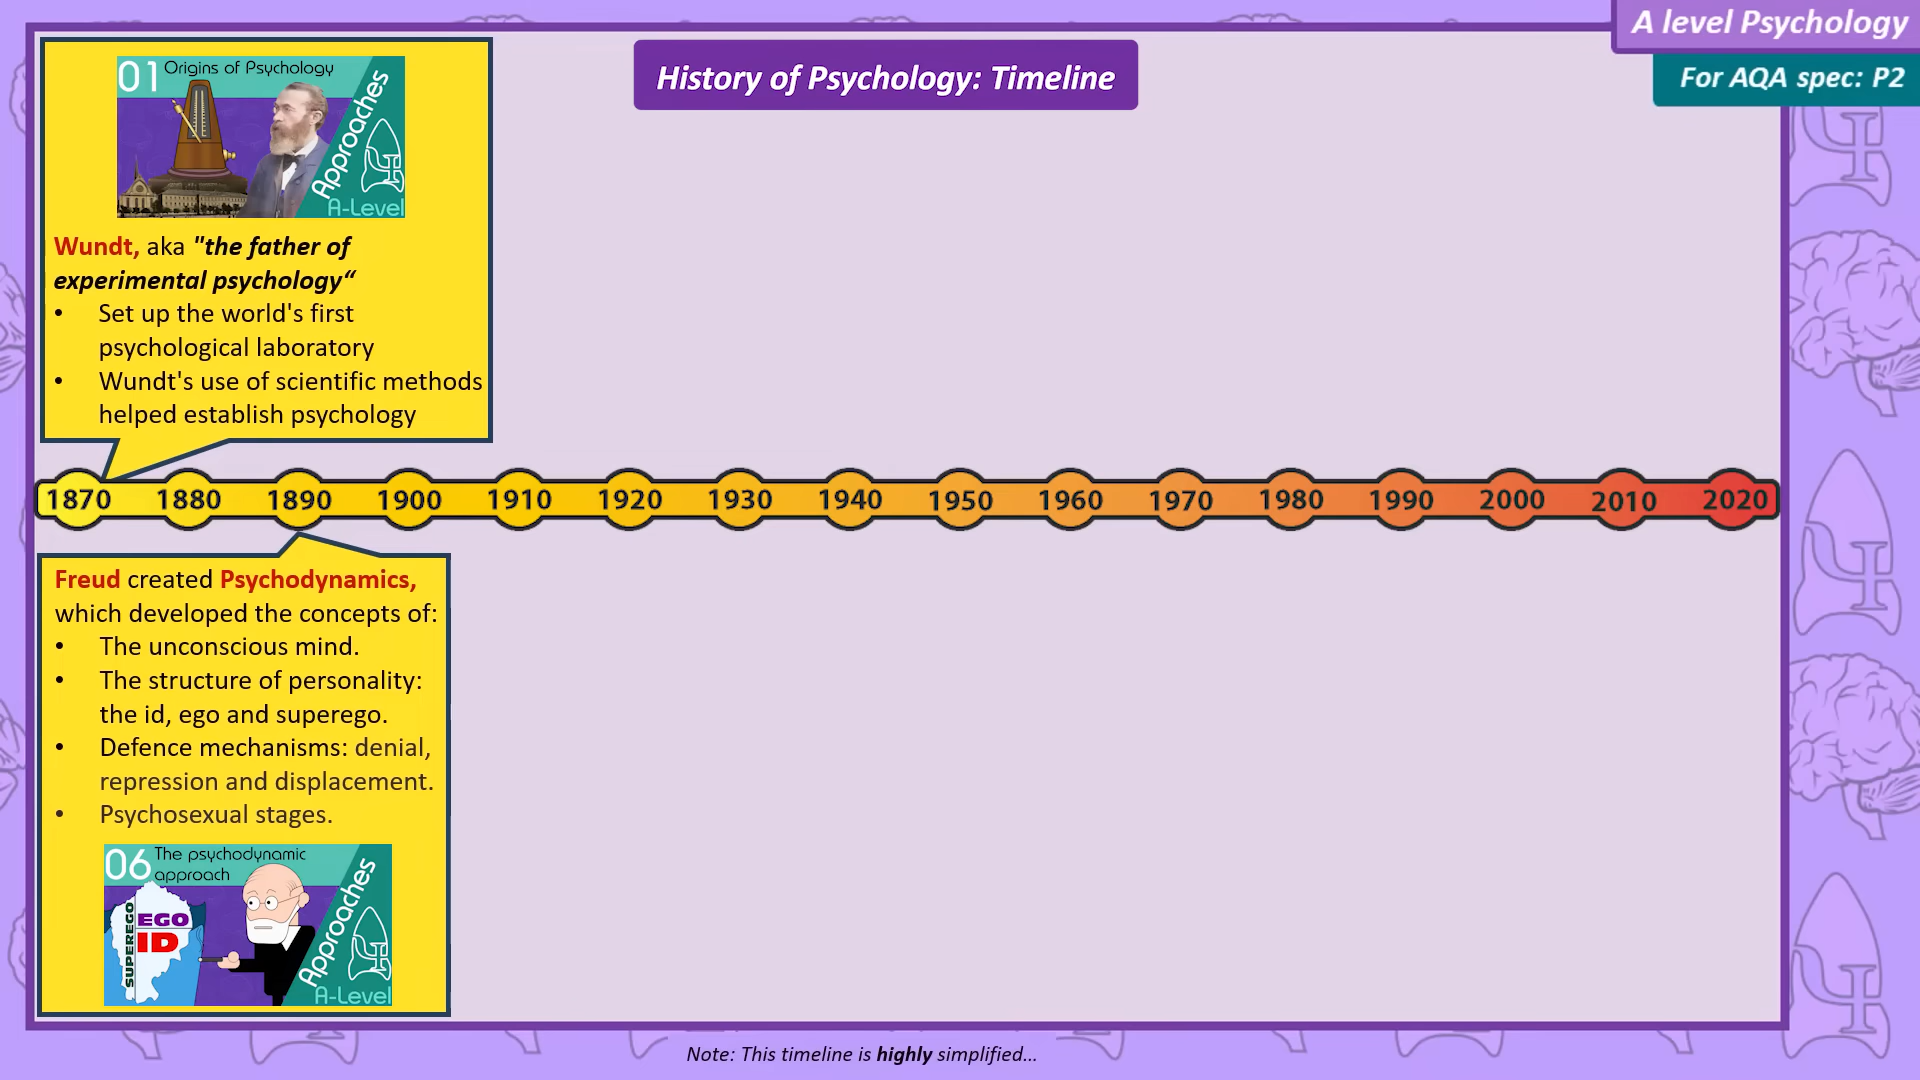 A level Psychology
For AQA spec: P2
History of Psychology: Timeline
01 Origins of Psychology
Approaches
A-Level
Wundt, aka "the father of
experimental psychology“
• Set up the world's first
psychological laboratory
• Wundt's use of scientific methods
helped establish psychology
1870 1880 1890 1900 1910 1920 1930 1940 1950 1960 1970 1980 1990 2000 2010 2020
Freud created Psychodynamics,
which developed the concepts of:
• The unconscious mind.
• The structure of personality:
the id, ego and superego.
• Defence mechanisms: denial,
repression and displacement.
• Psychosexual stages.
06 The psychodynamic
approach
SUPEREGO
EGO
ID
Approaches
A-Level
Note: This timeline is highly simplified...